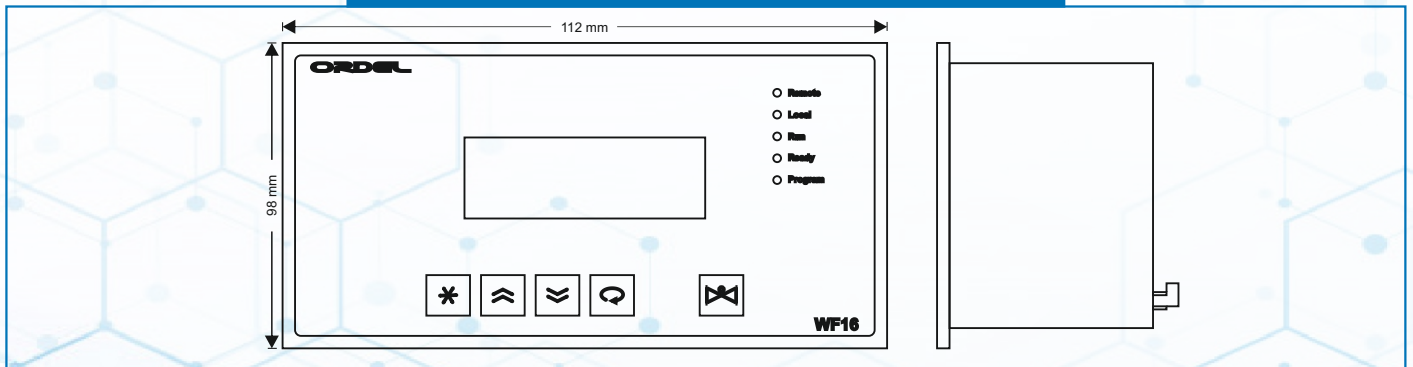 112 mm
ORDEL
Remote
Local
Run
Ready
Program
98 mm
WF16